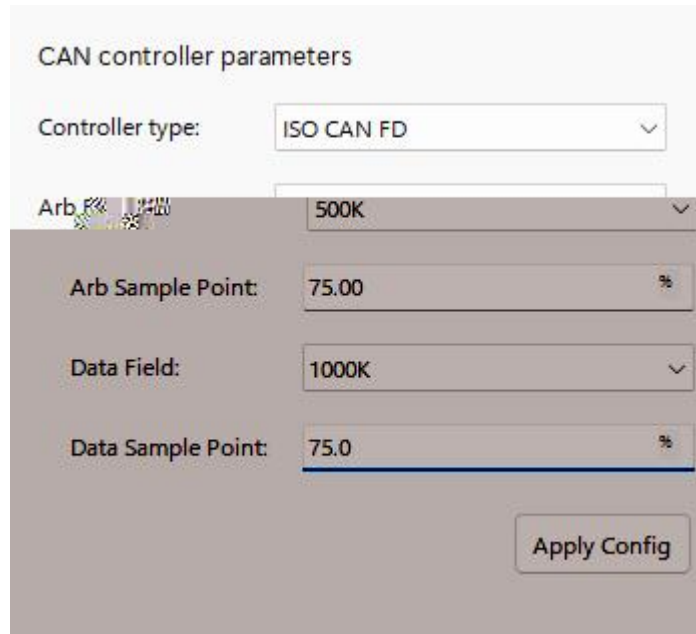 CAN controller parameters
Controller type: ISO CAN FD
Arb 500K
Arb Sample Point: 75.00 %
Data Field: 1000K
Data Sample Point: 75.0 %
Apply Config